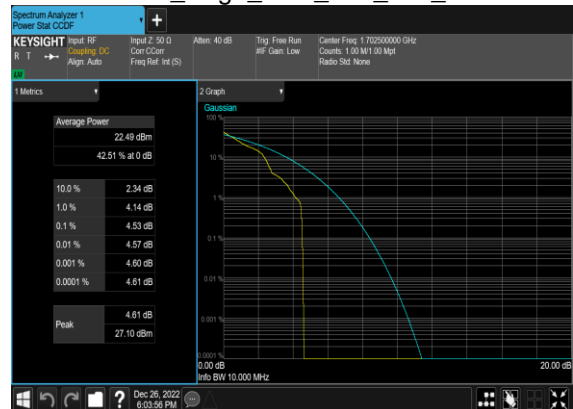 Spectrum Analyzer 1
Power Stat CCDF
KEYSIGHT
R T
LXI
Input: RF
Coupling: DC
Align: Auto
Input Z: 50 Ω
Corr CCorr
Freq Ref: Int (S)
Atten: 40 dB
Trig: Free Run
#IF Gain: Low
Center Freq: 1.702500000 GHz
Counts: 1.00 M/1.00 Mpt
Radio Std: None
1 Metrics
Average Power
22.49 dBm
42.51 % at 0 dB
10.0 % 2.34 dB
1.0 % 4.14 dB
0.1 % 4.53 dB
0.01 % 4.57 dB
0.001 % 4.60 dB
0.0001 % 4.61 dB
Peak
4.61 dB
27.10 dBm
2 Graph
Gaussian
100 %
10 %
1 %
0.1 %
0.01 %
0.001 %
0.0001 %
0.00 dB 20.00 dB
Info BW 10.000 MHz
Dec 26, 2022
6:03:56 PM